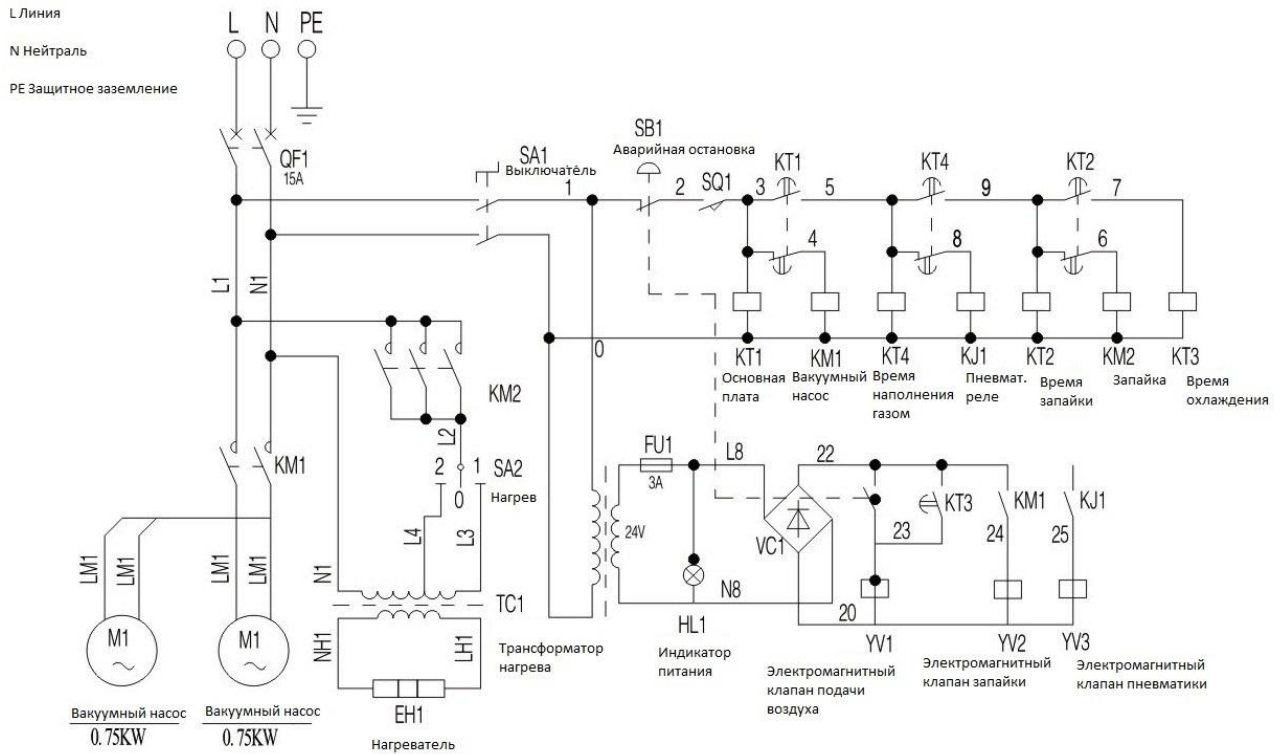 L Линия
N Нейтраль
PE Защитное заземление
L N PE
QF1
15A
SA1
Выключатель
1
SB1
Аварийная остановка
2
SQ1
3
KT1
5
KT4
9
KT2
7
4
8
6
L1
N1
0
KT1
KM1
KT4
KJ1
KT2
KM2
KT3
Основная
плата
Вакуумный
насос
Время
наполнения
газом
Пневмат.
реле
Время
запайки
Запайка
Время
охлаждения
KM2
L2
2
1
SA2
0
Нагрев
KM1
L4
L3
N1
TC1
Трансформатор
нагрева
NH1
LH1
EH1
Нагреватель
LM1
LM1
LM1
LM1
M1
M1
Вакуумный насос
0.75KW
Вакуумный насос
0.75KW
FU1
3A
24V
L8
VC1
N8
HL1
Индикатор
питания
22
KT3
23
KM1
24
KJ1
25
20
YV1
YV2
YV3
Электромагнитный
клапан подачи
воздуха
Электромагнитный
клапан запайки
Электромагнитный
клапан пневматики